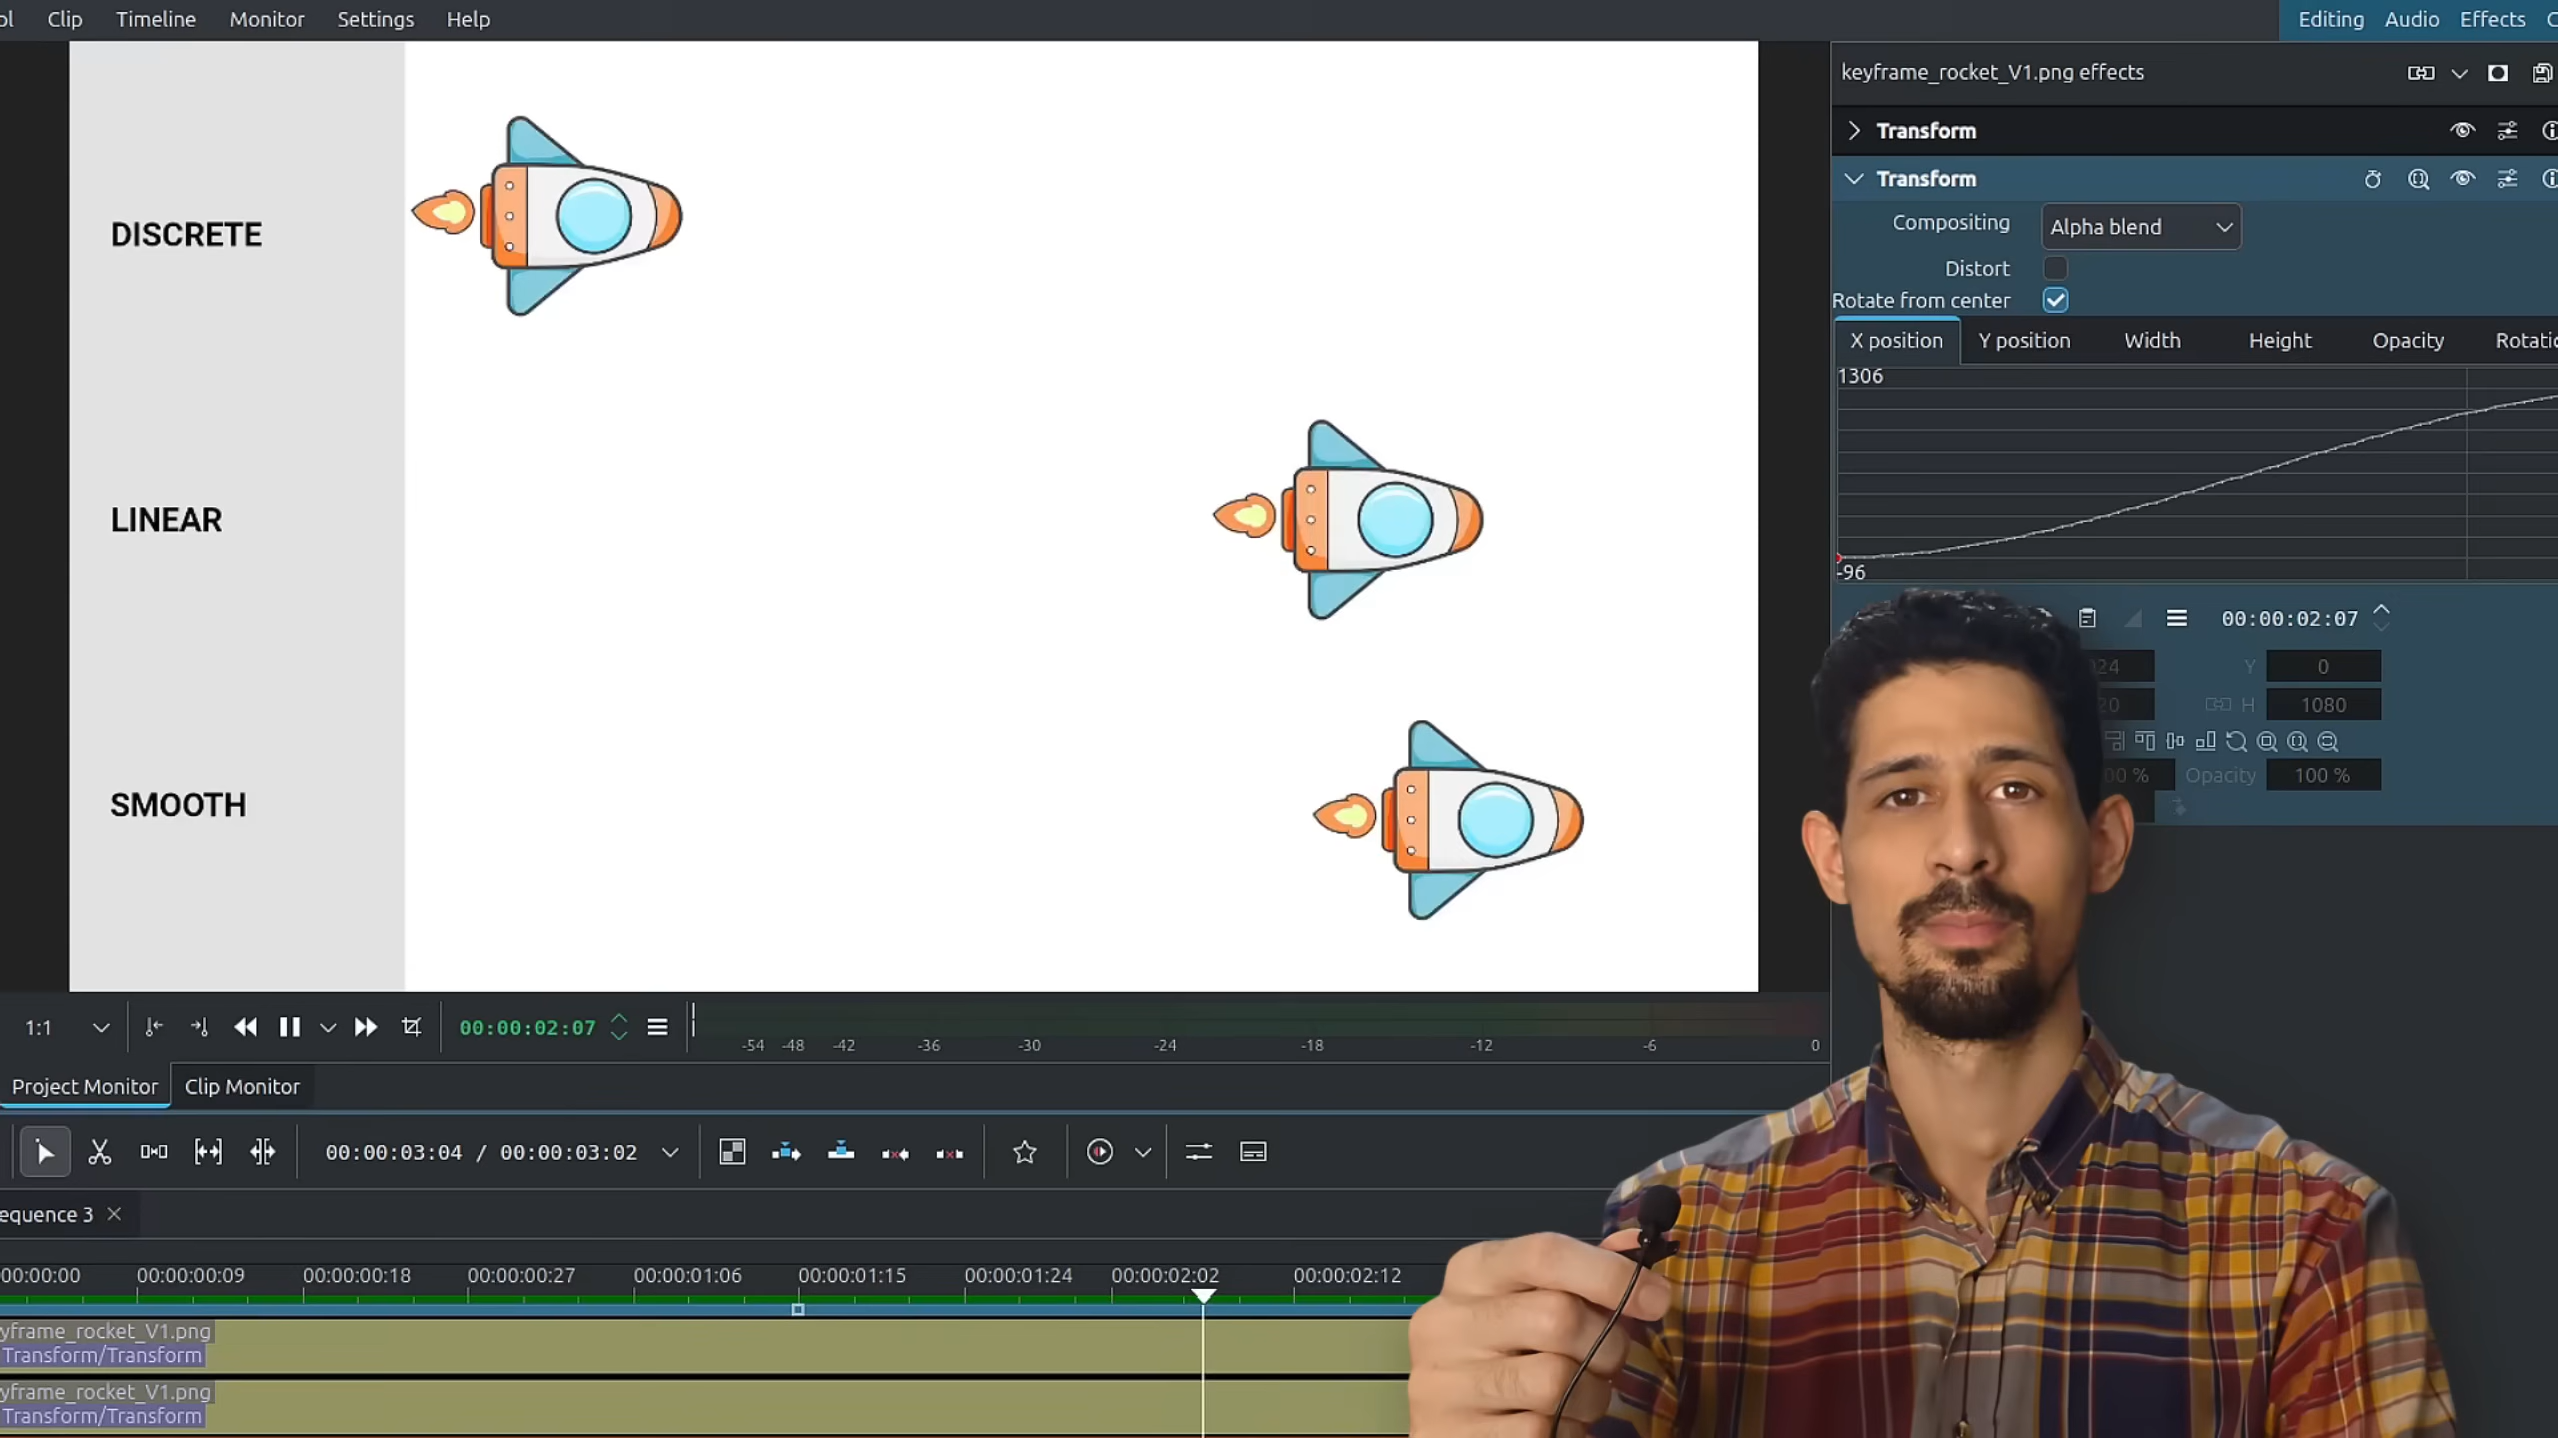 ol Clip Timeline Monitor Settings Help
Editing Audio Effects
keyframe_rocket_V1.png effects
Transform
Transform
Compositing Alpha blend
Distort
Rotate from center
X position Y position Width Height Opacity Rotatio
1306
-96
DISCRETE
LINEAR
SMOOTH
00:00:02:07
24 Y 0
20 H 1080
00 % Opacity 100 %
1:1 00:00:02:07
-54 -48 -42 -36 -30 -24 -18 -12 -6 0
Project Monitor Clip Monitor
00:00:03:04 / 00:00:03:02
equence 3
00:00:00 00:00:00:09 00:00:00:18 00:00:00:27 00:00:01:06 00:00:01:15 00:00:01:24 00:00:02:02 00:00:02:12
yframe_rocket_V1.png
Transform/Transform
yframe_rocket_V1.png
Transform/Transform